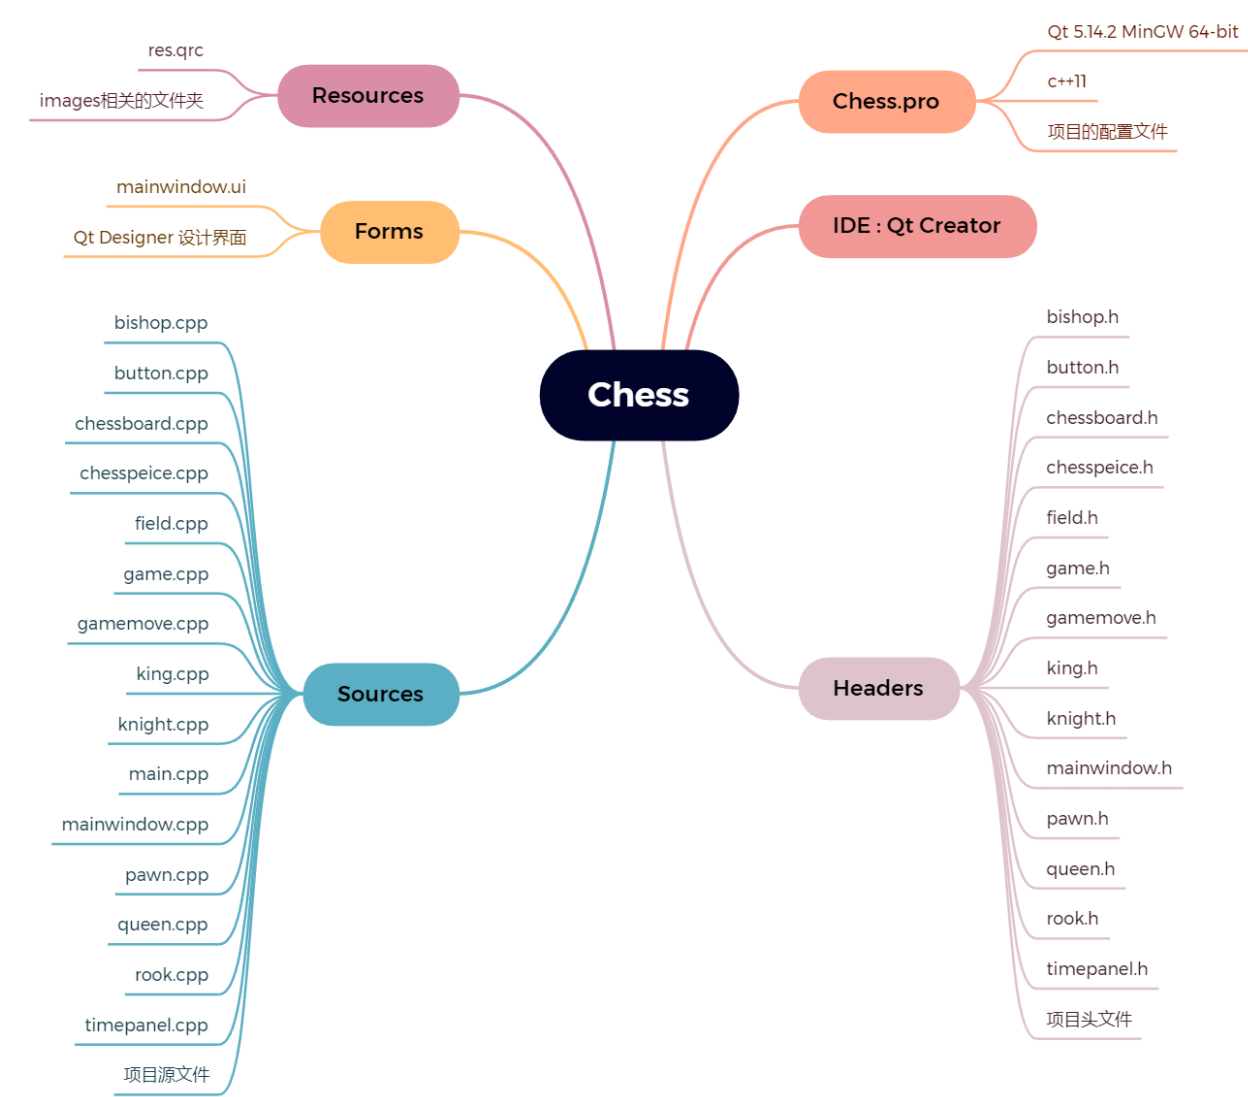 Chess
Resources
res.qrc
images相关的文件夹
Forms
mainwindow.ui
Qt Designer 设计界面
Sources
bishop.cpp
button.cpp
chessboard.cpp
chesspeice.cpp
field.cpp
game.cpp
gamemove.cpp
king.cpp
knight.cpp
main.cpp
mainwindow.cpp
pawn.cpp
queen.cpp
rook.cpp
timepanel.cpp
项目源文件
Chess.pro
Qt 5.14.2 MinGW 64-bit
c++11
项目的配置文件
IDE : Qt Creator
Headers
bishop.h
button.h
chessboard.h
chesspeice.h
field.h
game.h
gamemove.h
king.h
knight.h
mainwindow.h
pawn.h
queen.h
rook.h
timepanel.h
项目头文件